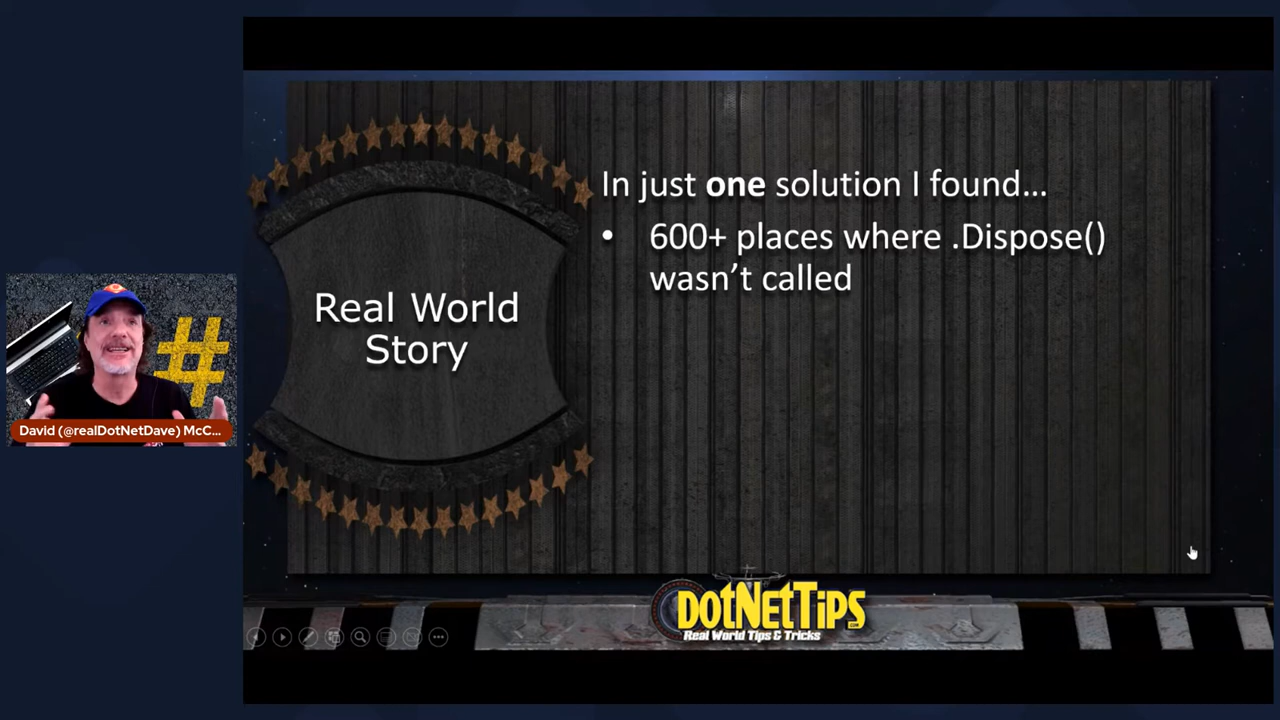 In just one solution I found...
• 600+ places where .Dispose()
wasn't called
Real World
Story
#
David (@realDotNetDave) McC...
DotNetTips
.com
Real World Tips & Tricks